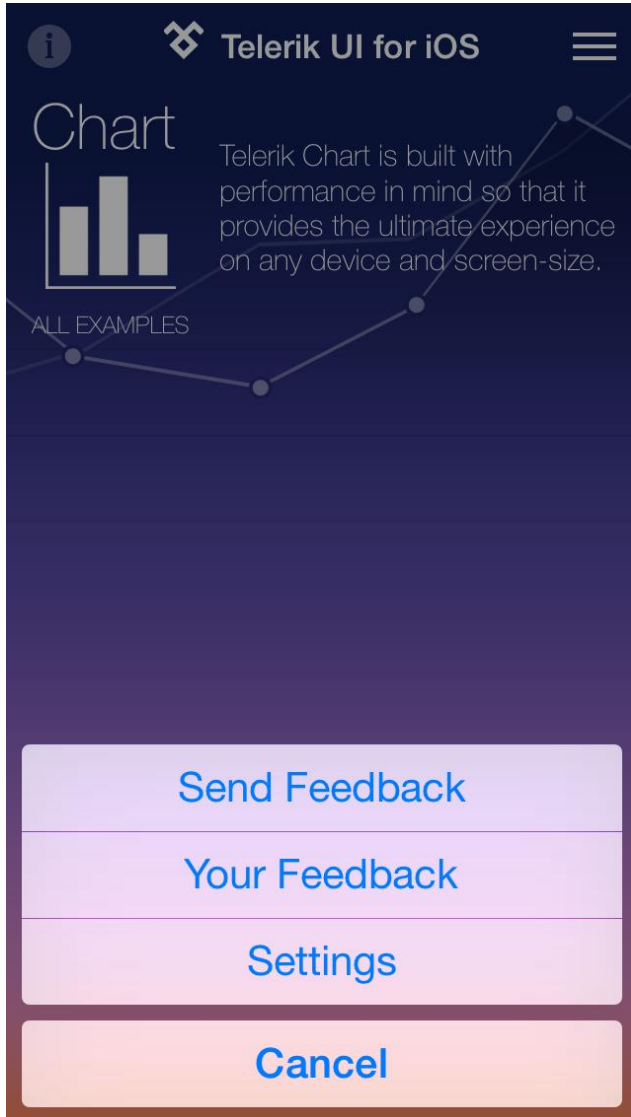 i
Telerik UI for iOS
Chart
Telerik Chart is built with
performance in mind so that it
provides the ultimate experience
on any device and screen-size.
ALL EXAMPLES
Send Feedback
Your Feedback
Settings
Cancel